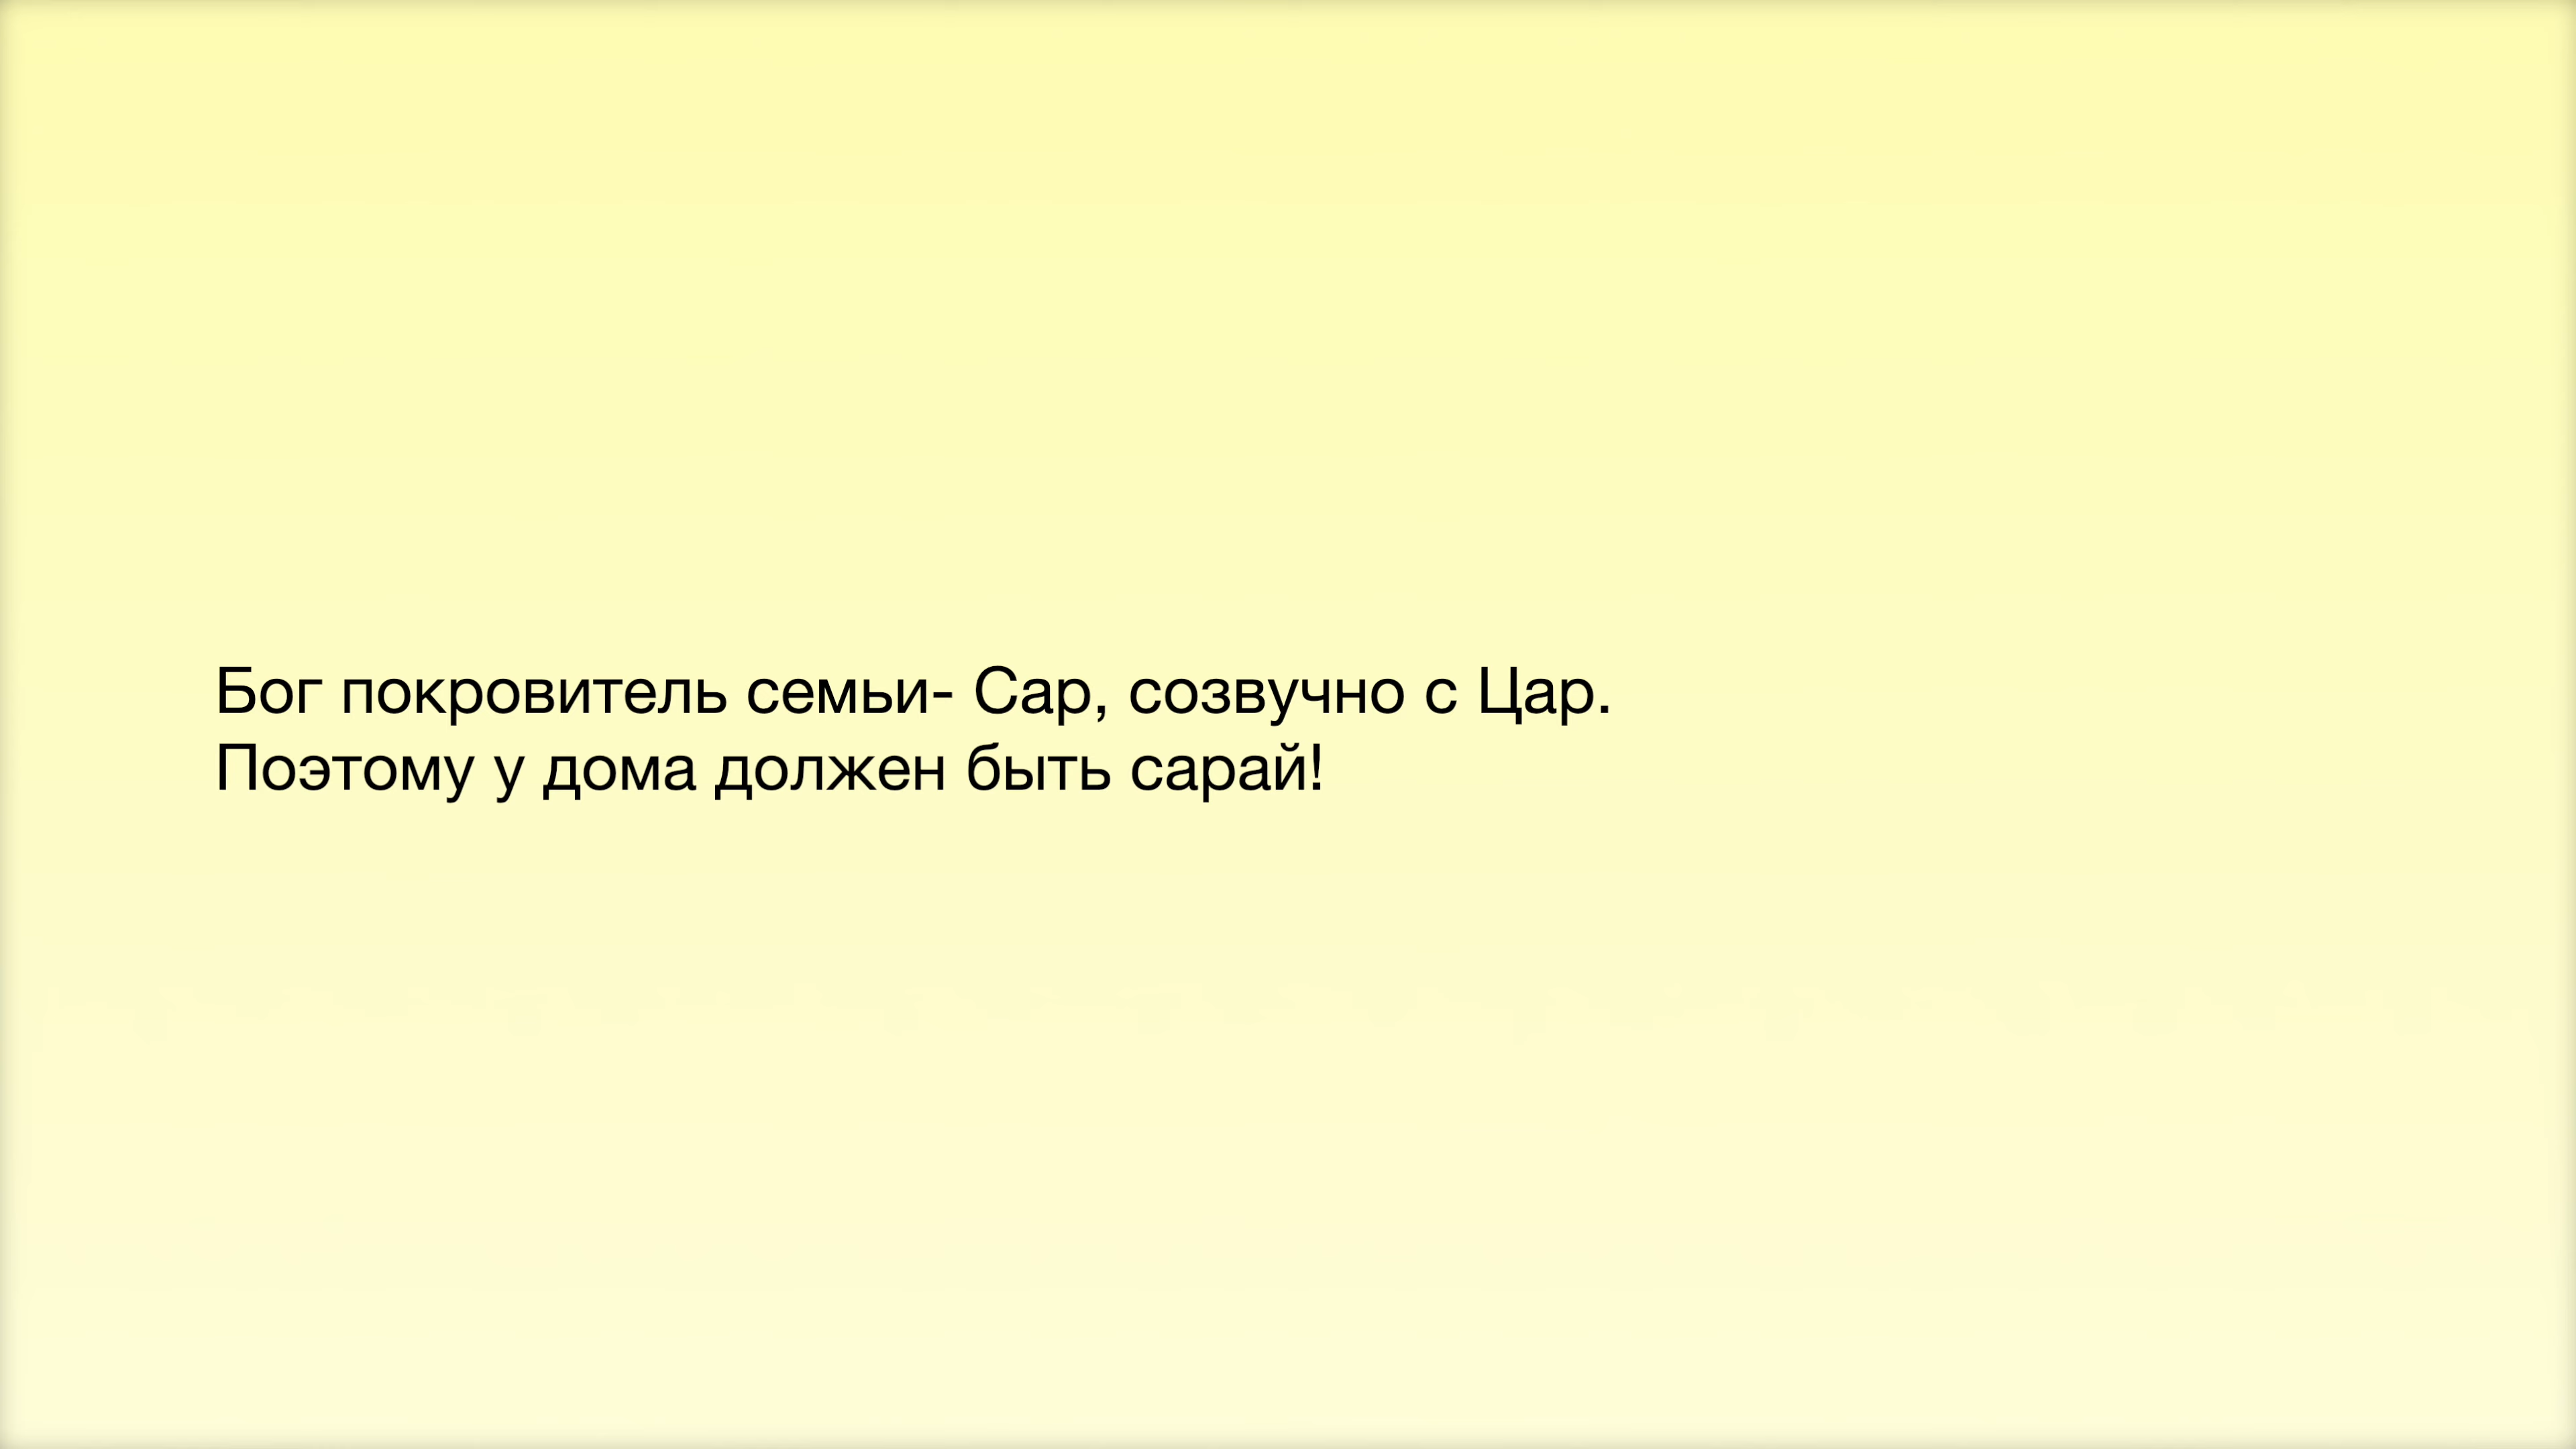 Бог покровитель семьи- Сар, созвучно с Цар.
Поэтому у дома должен быть сарай!